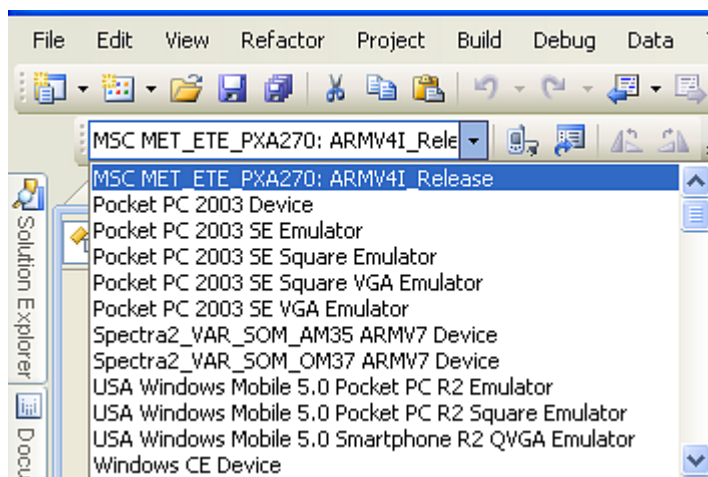 File Edit View Refactor Project Build Debug Data
MSC MET_ETE_PXA270: ARMV4I_Rele
MSC MET_ETE_PXA270: ARMV4I_Release
Pocket PC 2003 Device
Pocket PC 2003 SE Emulator
Pocket PC 2003 SE Square Emulator
Pocket PC 2003 SE Square VGA Emulator
Pocket PC 2003 SE VGA Emulator
Spectra2_VAR_SOM_AM35 ARMV7 Device
Spectra2_VAR_SOM_OM37 ARMV7 Device
USA Windows Mobile 5.0 Pocket PC R2 Emulator
USA Windows Mobile 5.0 Pocket PC R2 Square Emulator
USA Windows Mobile 5.0 Smartphone R2 QVGA Emulator
Windows CE Device
Solution Explorer
Docu